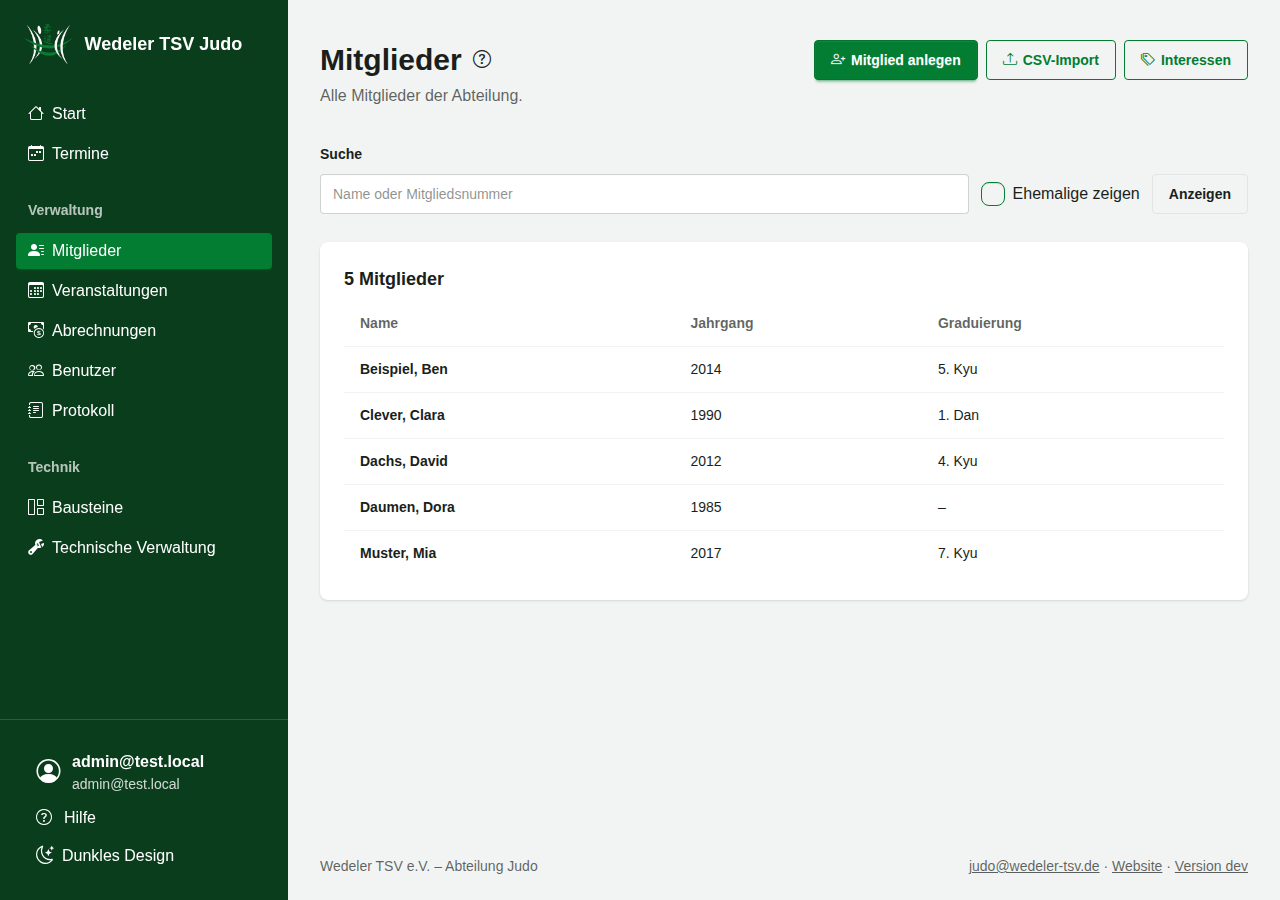 Wedeler TSV Judo
Start
Termine
Verwaltung
Mitglieder
Veranstaltungen
Abrechnungen
Benutzer
Protokoll
Technik
Bausteine
Technische Verwaltung
admin@test.local
admin@test.local
Hilfe
Dunkles Design
Mitglieder
Alle Mitglieder der Abteilung.
Mitglied anlegen CSV-Import Interessen
Suche
Name oder Mitgliedsnummer Ehemalige zeigen Anzeigen
5 Mitglieder
Name Jahrgang Graduierung
Beispiel, Ben 2014 5. Kyu
Clever, Clara 1990 1. Dan
Dachs, David 2012 4. Kyu
Daumen, Dora 1985 –
Muster, Mia 2017 7. Kyu
Wedeler TSV e.V. – Abteilung Judo judo@wedeler-tsv.de · Website · Version dev